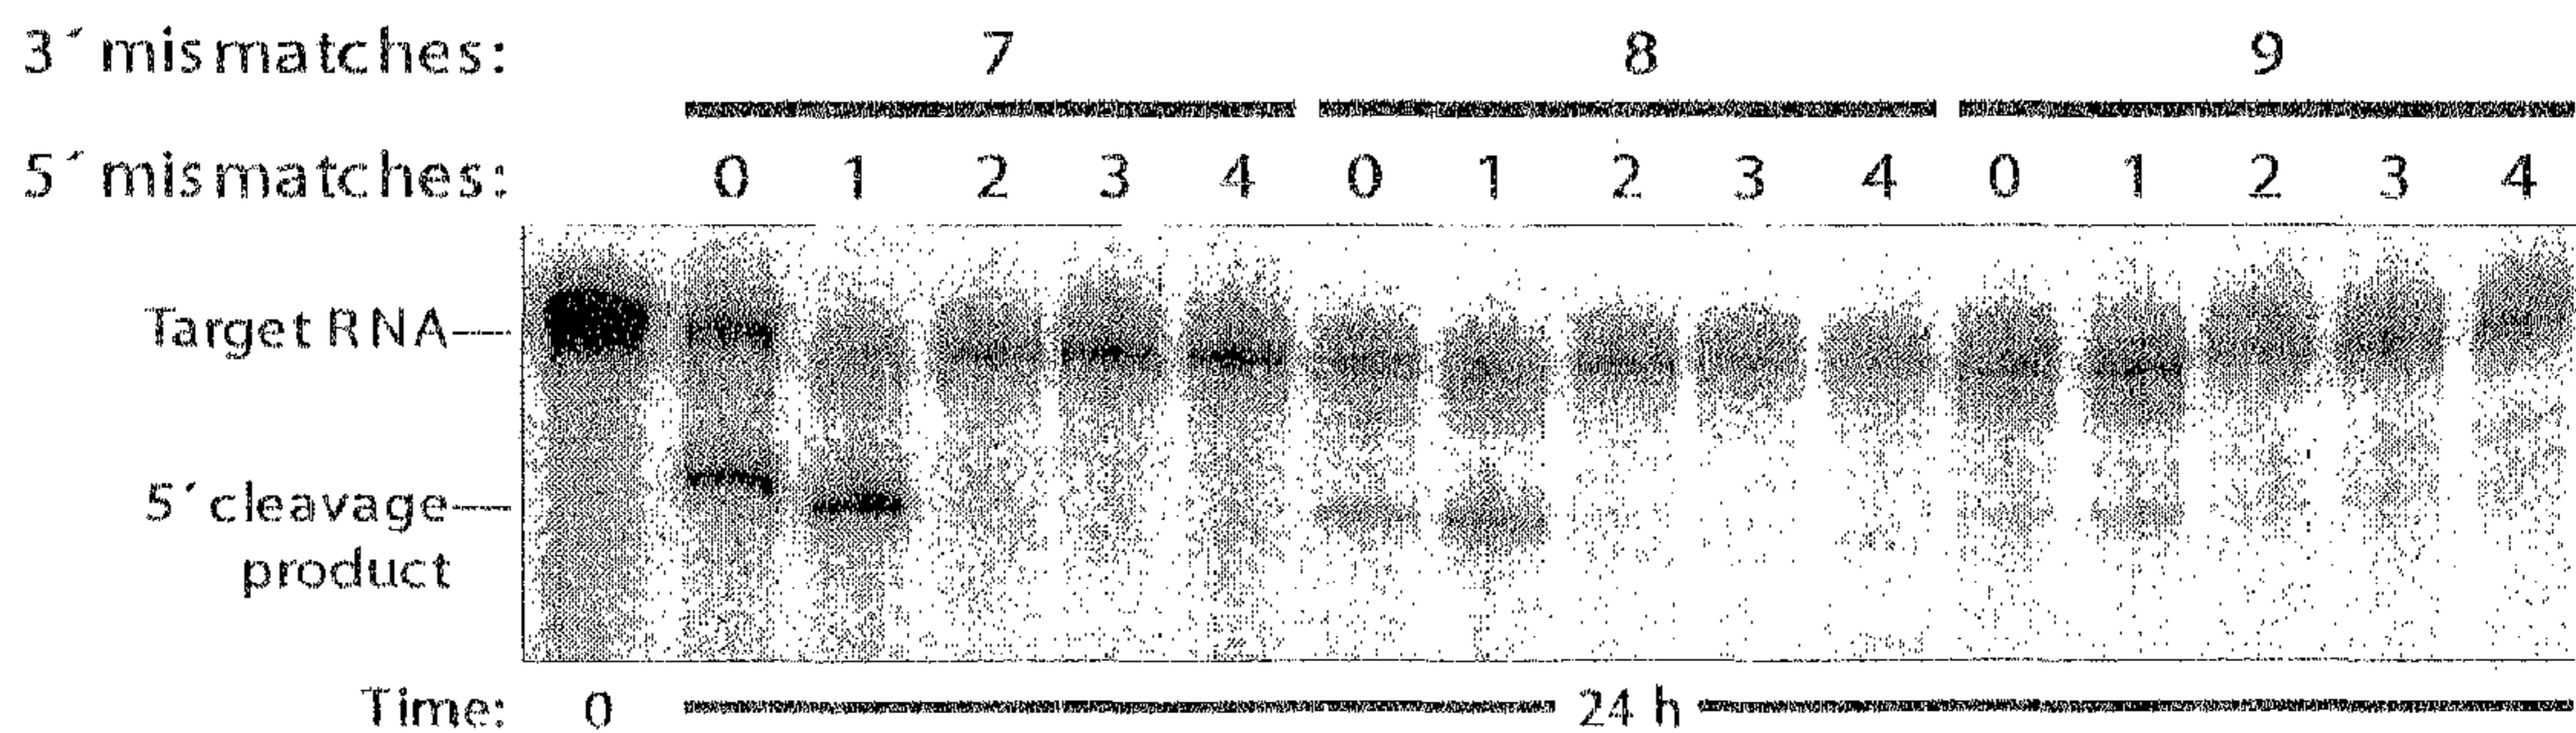 3´ mismatches: 7 8 9
5´ mismatches: 0 1 2 3 4 0 1 2 3 4 0 1 2 3 4
Target RNA
5´ cleavage
product
Time: 0 24 h